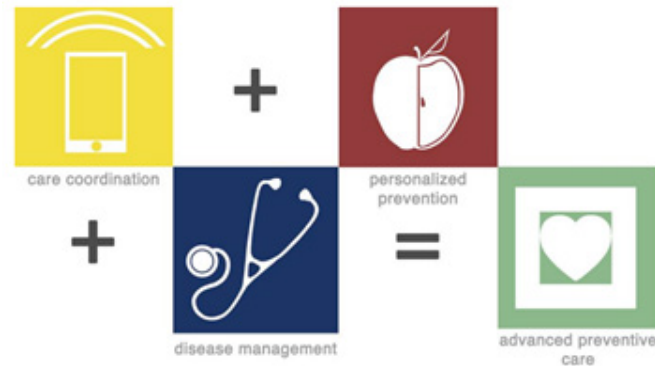 +
care coordination
personalized
prevention
+
=
disease management
advanced preventive
care